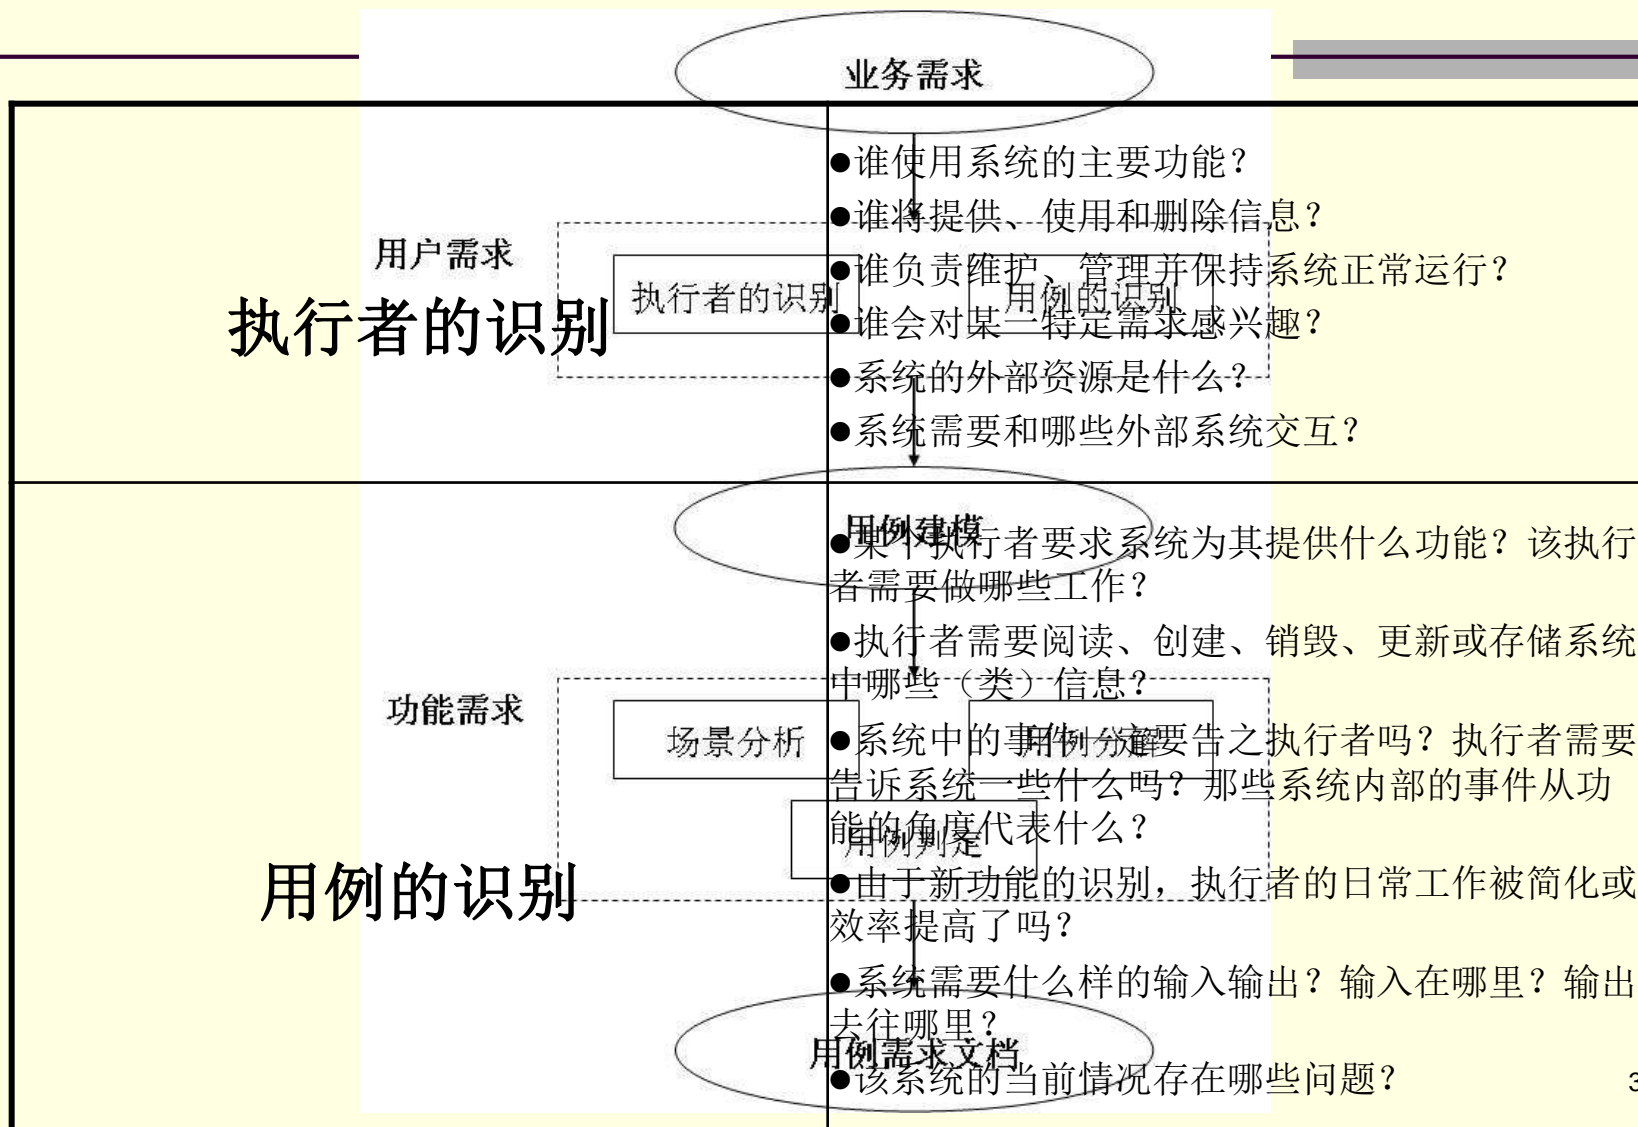 业务需求
●谁使用系统的主要功能？
●谁将提供、使用和删除信息？
用户需求
●谁负责维护、管理并保持系统正常运行？
执行者的识别
用例的识别
执行者的识别
●谁会对某一特定需求感兴趣？
●系统的外部资源是什么？
●系统需要和哪些外部系统交互？
用例建模
●某个执行者要求系统为其提供什么功能？该执行
者需要做哪些工作？
●执行者需要阅读、创建、销毁、更新或存储系统
中哪些（类）信息？
功能需求
场景分析
用例分解
●系统中的事件一定要告之执行者吗？执行者需要
告诉系统一些什么吗？那些系统内部的事件从功
能的角度代表什么？
用例判定
用例的识别
●由于新功能的识别，执行者的日常工作被简化或
效率提高了吗？
●系统需要什么样的输入输出？输入在哪里？输出
去往哪里？
用例需求文档
●该系统的当前情况存在哪些问题？
3